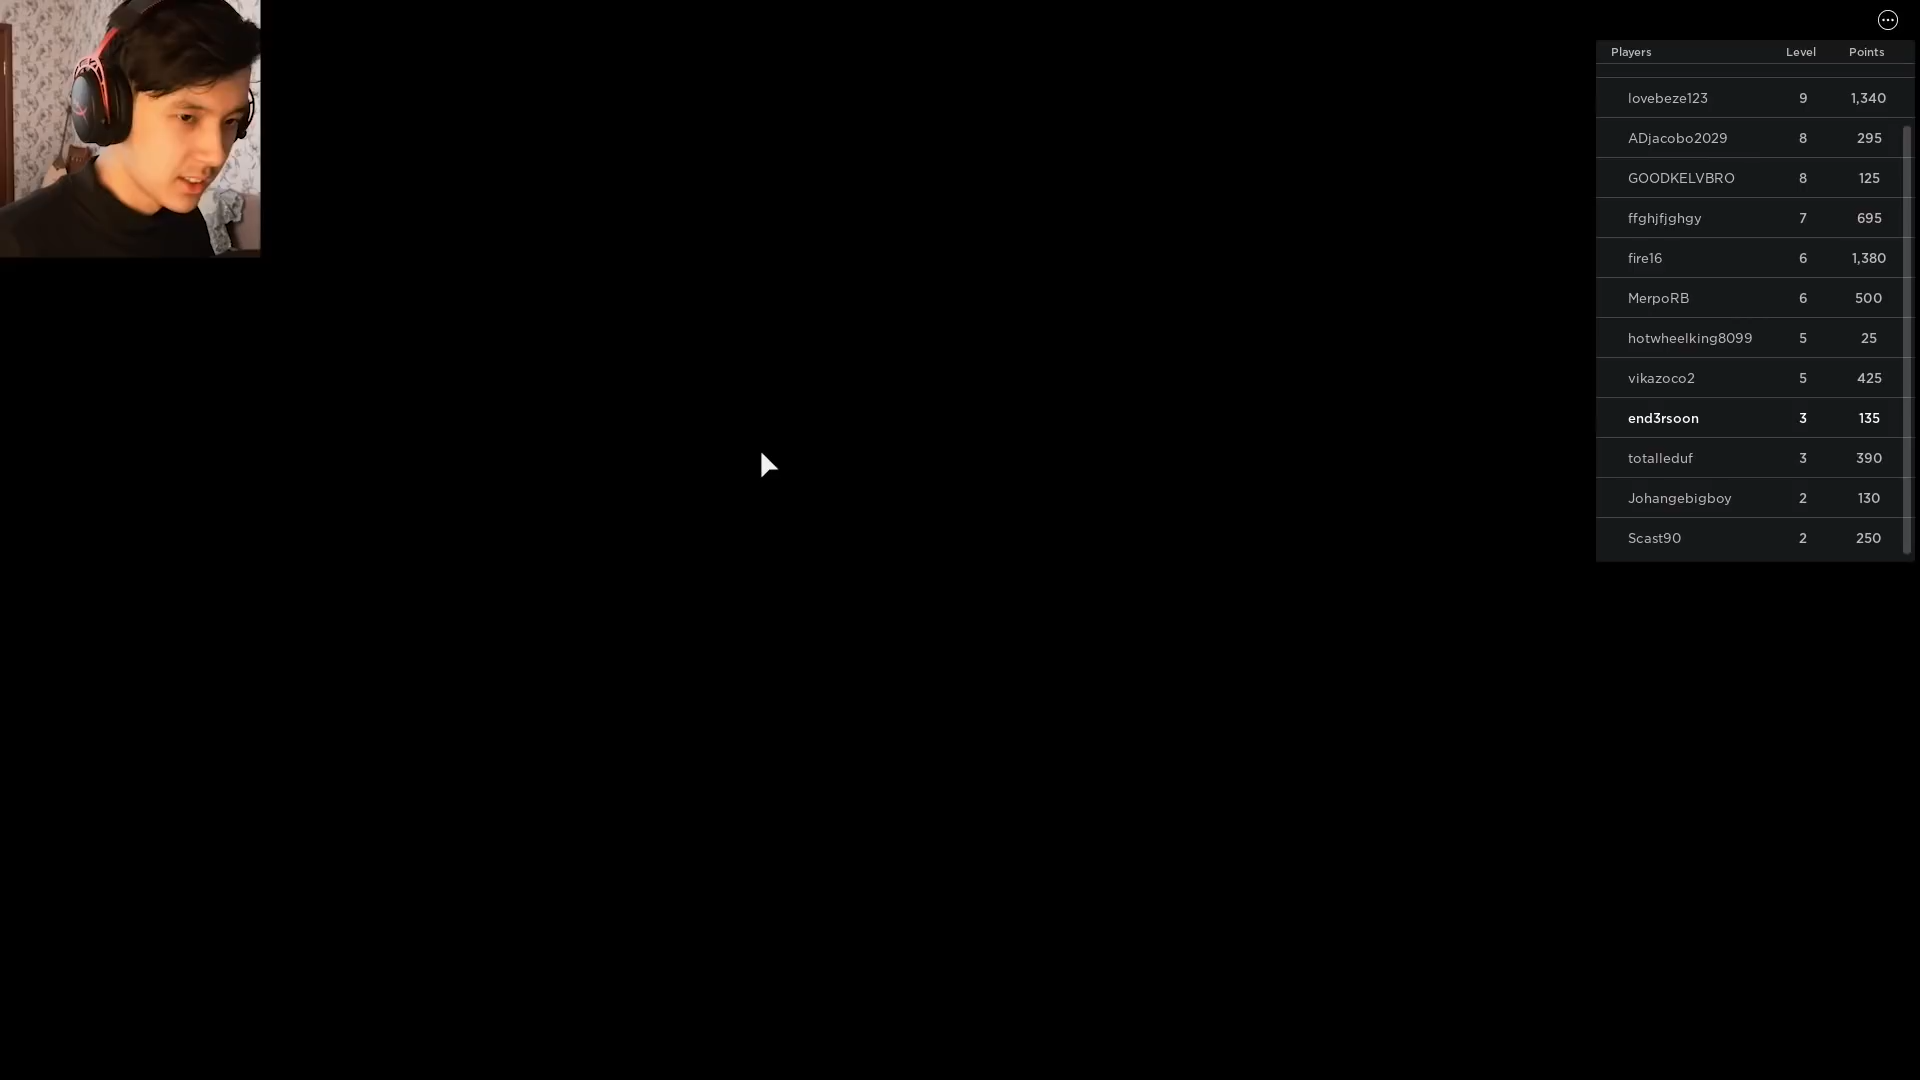 Players Level Points
lovebeze123 9 1,340
ADjacobo2029 8 295
GOODKELVBRO 8 125
ffghjfjghgy 7 695
fire16 6 1,380
MerpoRB 6 500
hotwheelking8099 5 25
vikazoco2 5 425
end3rsoon 3 135
totalleduf 3 390
Johangebigboy 2 130
Scast90 2 250